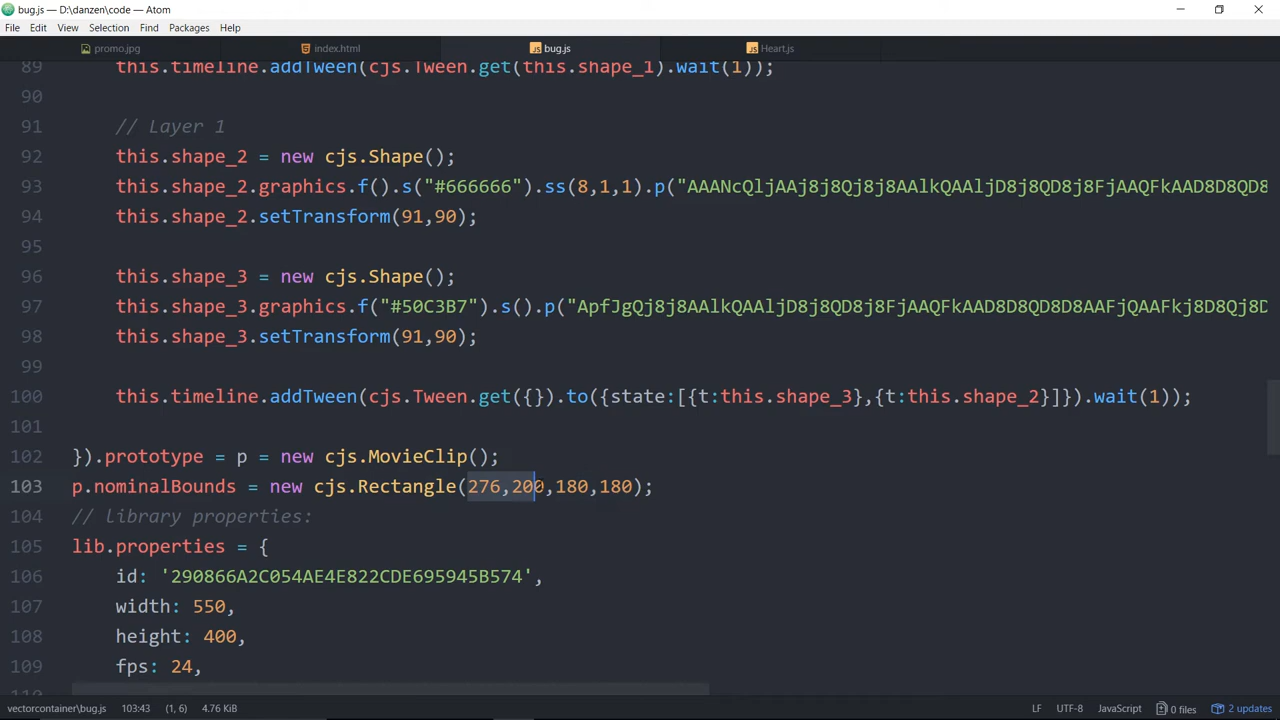 bug.js — D:\danzen\code — Atom
File Edit View Selection Find Packages Help
promo.jpg index.html bug.js Heart.js
89 this.timeline.addTween(cjs.Tween.get(this.shape_1).wait(1));
90
91 // Layer 1
92 this.shape_2 = new cjs.Shape();
93 this.shape_2.graphics.f().s("#666666").ss(8,1,1).p("AAANcQljAAj8j8Qj8j8AAlkQAAljD8j8QD8j8FjAAQFkAAD8D8QD8
94 this.shape_2.setTransform(91,90);
95
96 this.shape_3 = new cjs.Shape();
97 this.shape_3.graphics.f("#50C3B7").s().p("ApfJgQj8j8AAlkQAAljD8j8QD8j8FjAAQFkAAD8D8QD8D8AAFjQAAFkj8D8Qj8D
98 this.shape_3.setTransform(91,90);
99
100 this.timeline.addTween(cjs.Tween.get({}).to({state:[{t:this.shape_3},{t:this.shape_2}]}).wait(1));
101
102 }).prototype = p = new cjs.MovieClip();
103 p.nominalBounds = new cjs.Rectangle(276,200,180,180);
104 // library properties:
105 lib.properties = {
106 id: '290866A2C054AE4E822CDE695945B574',
107 width: 550,
108 height: 400,
109 fps: 24,
110
vectorcontainer\bug.js 103:43 (1, 6) 4.76 KiB LF UTF-8 JavaScript 0 files 2 updates